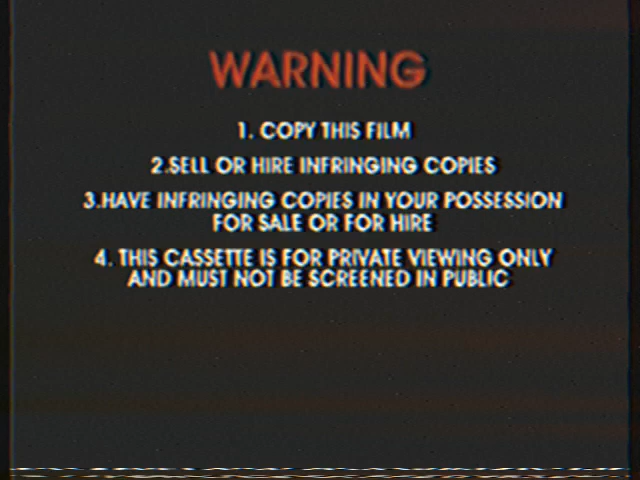 WARNING
1. COPY THIS FILM
2.SELL OR HIRE INFRINGING COPIES
3.HAVE INFRINGING COPIES IN YOUR POSSESSION
FOR SALE OR FOR HIRE
4. THIS CASSETTE IS FOR PRIVATE VIEWING ONLY
AND MUST NOT BE SCREENED IN PUBLIC